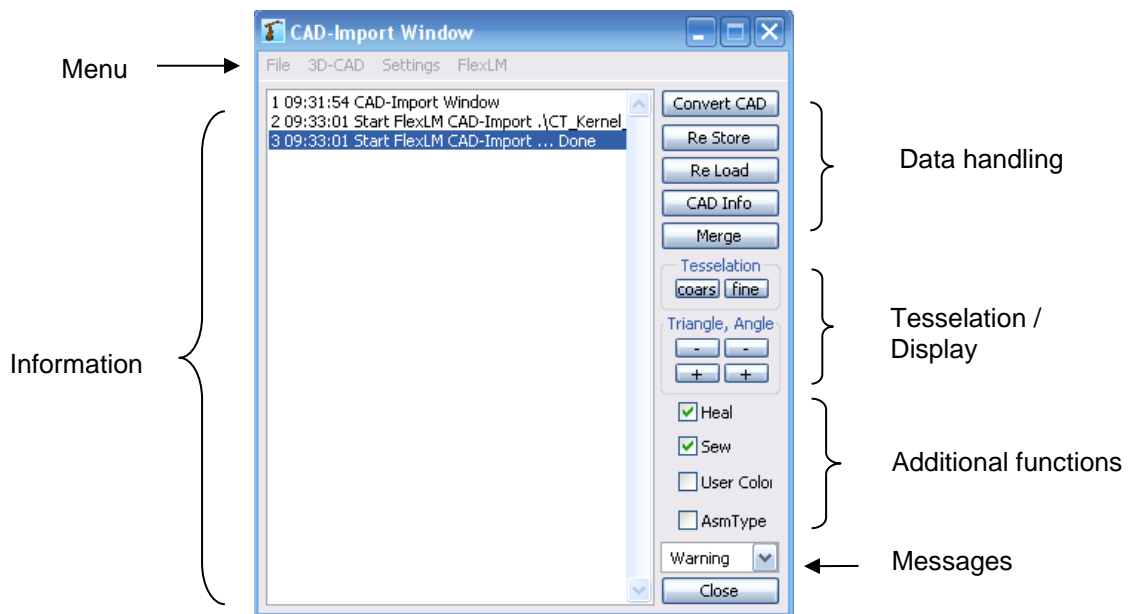 CAD-Import Window
Menu
File 3D-CAD Settings FlexLM
1 09:31:54 CAD-Import Window
2 09:33:01 Start FlexLM CAD-Import .\CT_Kernel_
3 09:33:01 Start FlexLM CAD-Import ... Done
Convert CAD
Re Store
Re Load
CAD Info
Merge
Data handling
Tesselation
coars fine
Triangle, Angle
- -
+ +
Tesselation /
Display
Information
Heal
Sew
User Color
AsmType
Additional functions
Warning
Messages
Close